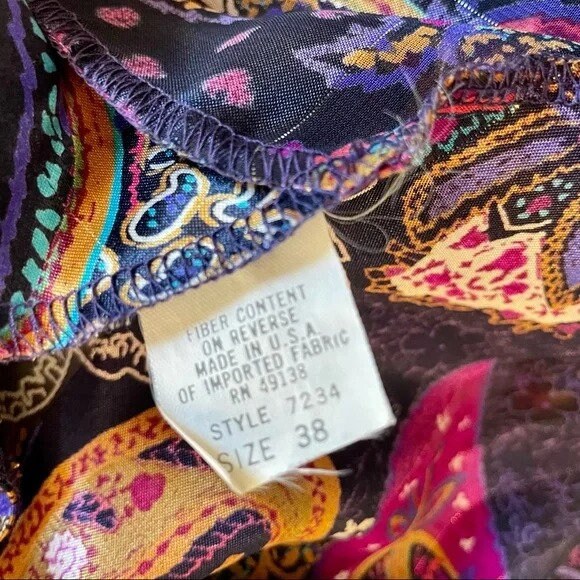 FIBER CONTENT
ON REVERSE
MADE IN U.S.A.
OF IMPORTED FABRIC
RN 49138
STYLE 7234
SIZE 38